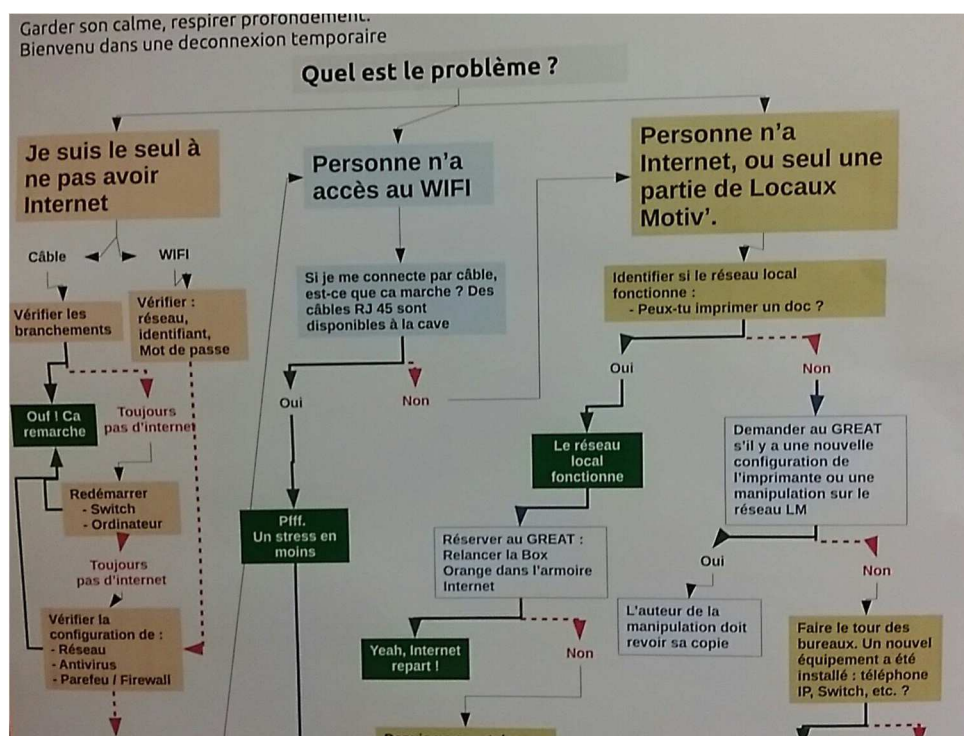 Garder son calme, respirer profondément.
Bienvenu dans une deconnexion temporaire
Quel est le problème ?
Je suis le seul à
ne pas avoir
Internet
Câble
WIFI
Vérifier les
branchements
Vérifier :
réseau,
identifiant,
Mot de passe
Ouf ! Ca
remarche
Toujours
pas d'internet
Redémarrer
- Switch
- Ordinateur
Toujours
pas d'internet
Vérifier la
configuration de :
- Réseau
- Antivirus
- Parefeu / Firewall
Personne n'a
accès au WIFI
Si je me connecte par câble,
est-ce que ca marche ? Des
câbles RJ 45 sont
disponibles à la cave
Oui
Non
Pfff.
Un stress en
moins
Personne n'a
Internet, ou seul une
partie de Locaux
Motiv'.
Identifier si le réseau local
fonctionne :
- Peux-tu imprimer un doc ?
Oui
Non
Le réseau
local
fonctionne
Réserver au GREAT :
Relancer la Box
Orange dans l'armoire
Internet
Yeah, Internet
repart !
Non
Demander au GREAT
s'il y a une nouvelle
configuration de
l'imprimante ou une
manipulation sur le
réseau LM
Oui
Non
L'auteur de la
manipulation doit
revoir sa copie
Faire le tour des
bureaux. Un nouvel
équipement a été
installé : téléphone
IP, Switch, etc. ?